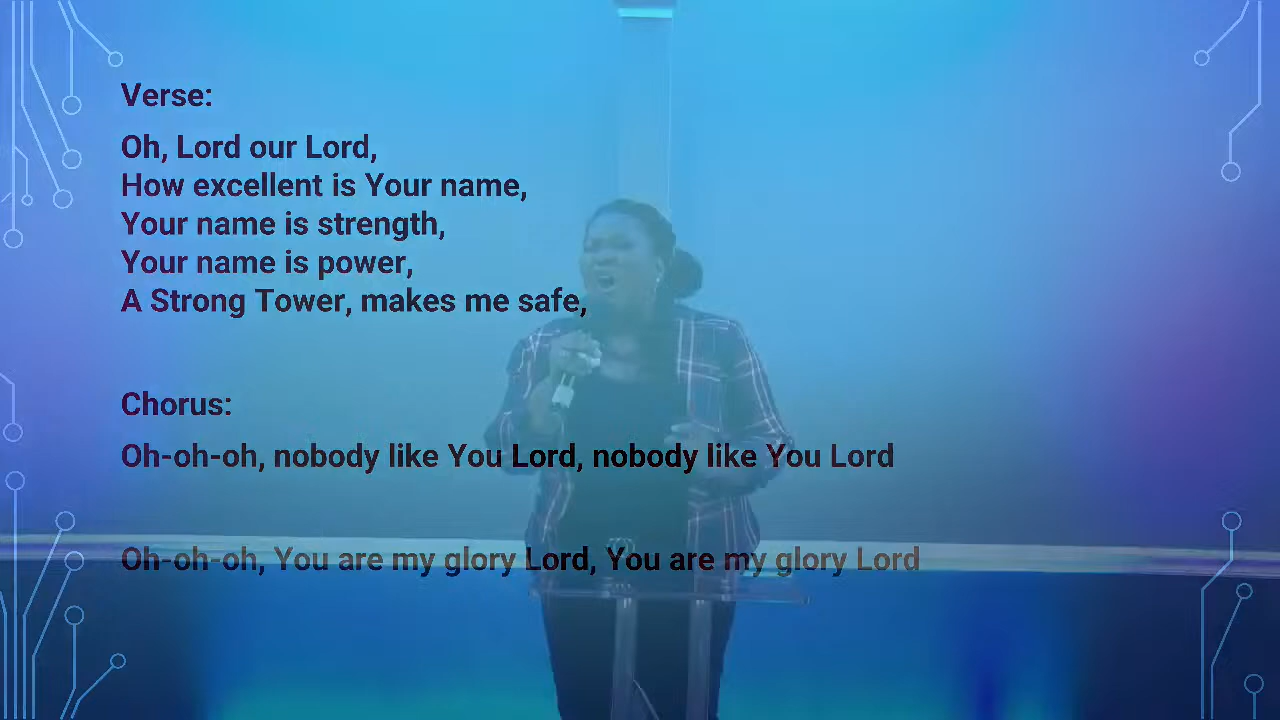 Verse:
Oh, Lord our Lord,
How excellent is Your name,
Your name is strength,
Your name is power,
A Strong Tower, makes me safe,
Chorus:
Oh-oh-oh, nobody like You Lord, nobody like You Lord
Oh-oh-oh, You are my glory Lord, You are my glory Lord